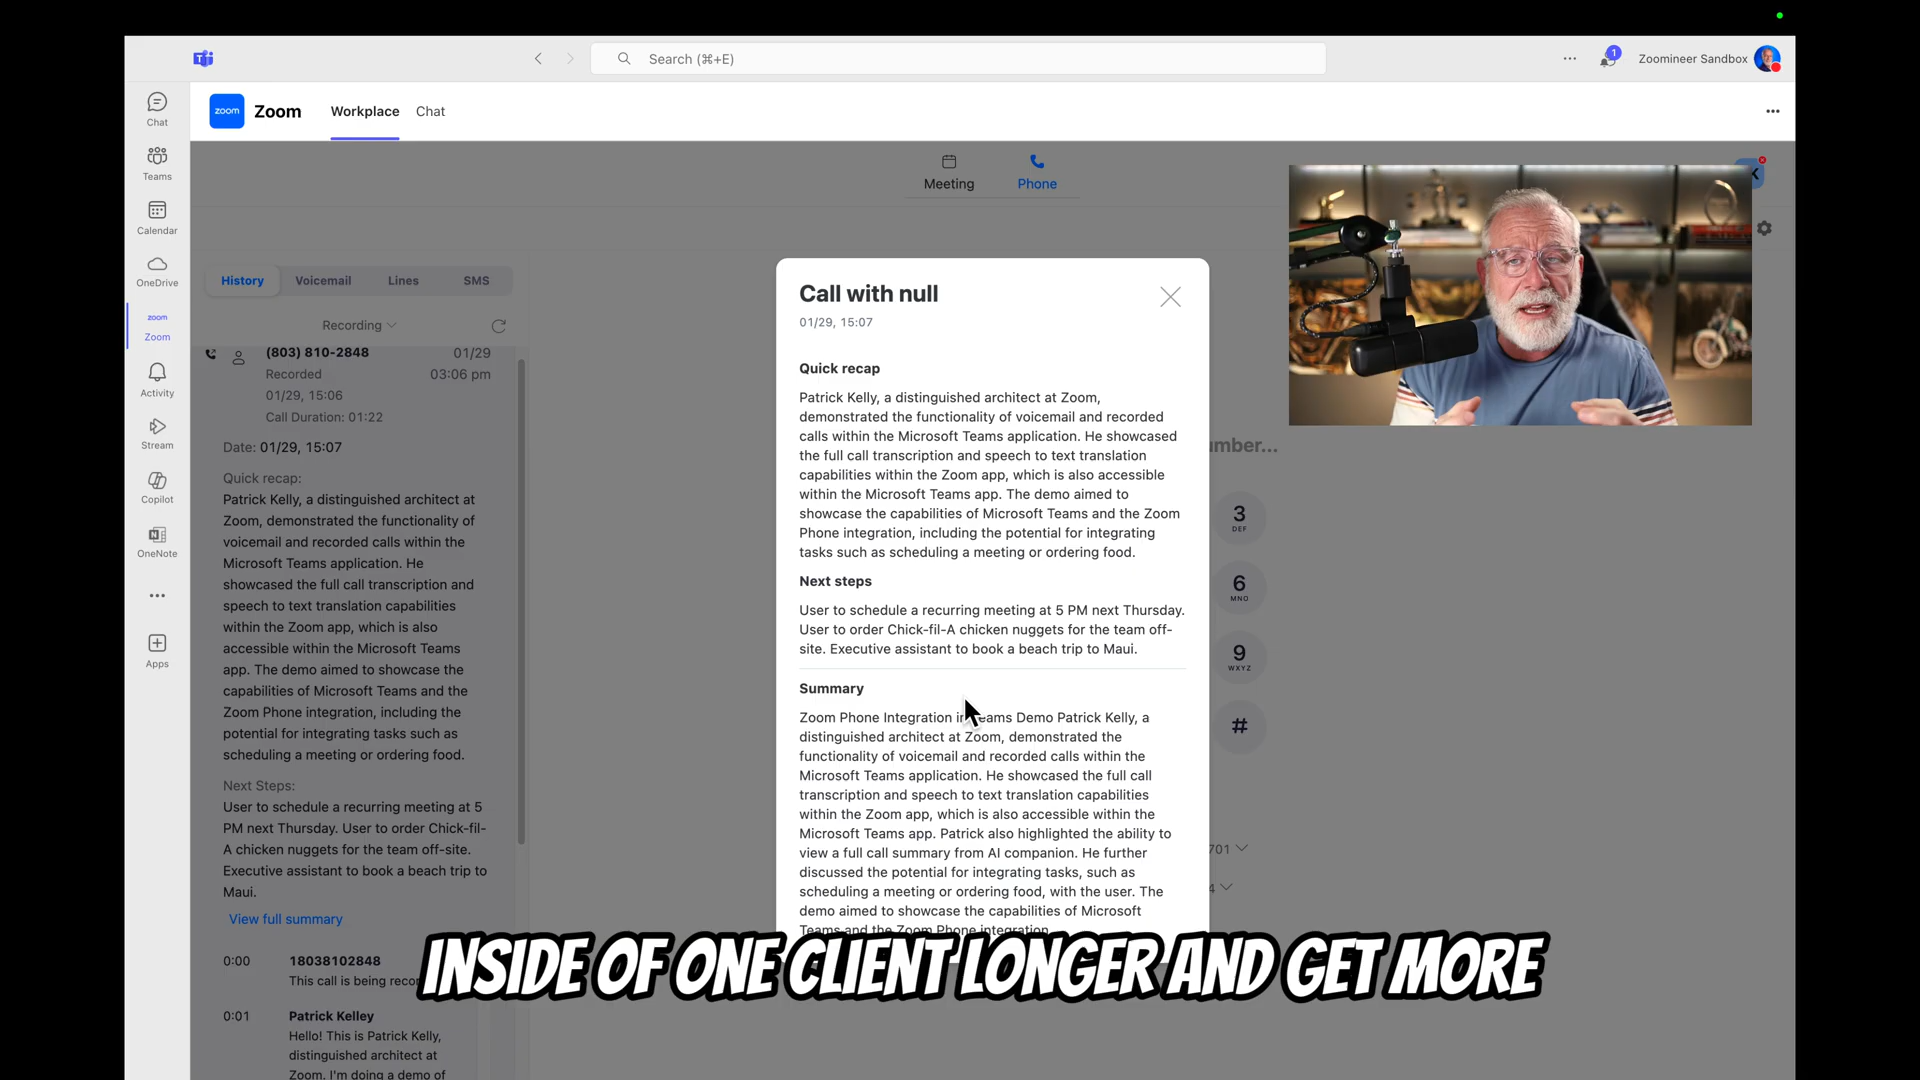 Search (⌘+E)
1
Zoomineer Sandbox
Chat
Teams
Calendar
OneDrive
zoom
Zoom
Activity
Stream
Copilot
OneNote
Apps
zoom
Zoom
Workplace
Chat
Meeting
Phone
History
Voicemail
Lines
SMS
Recording
(803) 810-2848
01/29
Recorded
03:06 pm
01/29, 15:06
Call Duration: 01:22
Date: 01/29, 15:07
Quick recap:
Patrick Kelly, a distinguished architect at
Zoom, demonstrated the functionality of
voicemail and recorded calls within the
Microsoft Teams application. He
showcased the full call transcription and
speech to text translation capabilities
within the Zoom app, which is also
accessible within the Microsoft Teams
app. The demo aimed to showcase the
capabilities of Microsoft Teams and the
Zoom Phone integration, including the
potential for integrating tasks such as
scheduling a meeting or ordering food.
Next Steps:
User to schedule a recurring meeting at 5
PM next Thursday. User to order Chick-fil-
A chicken nuggets for the team off-site.
Executive assistant to book a beach trip to
Maui.
View full summary
0:00
18038102848
This call is being recor
0:01
Patrick Kelley
Hello! This is Patrick Kelly,
distinguished architect at
Zoom. I'm doing a demo of
Call with null
01/29, 15:07
Quick recap
Patrick Kelly, a distinguished architect at Zoom,
demonstrated the functionality of voicemail and recorded
calls within the Microsoft Teams application. He showcased
the full call transcription and speech to text translation
capabilities within the Zoom app, which is also accessible
within the Microsoft Teams app. The demo aimed to
showcase the capabilities of Microsoft Teams and the Zoom
Phone integration, including the potential for integrating
tasks such as scheduling a meeting or ordering food.
Next steps
User to schedule a recurring meeting at 5 PM next Thursday.
User to order Chick-fil-A chicken nuggets for the team off-
site. Executive assistant to book a beach trip to Maui.
Summary
Zoom Phone Integration in Teams Demo Patrick Kelly, a
distinguished architect at Zoom, demonstrated the
functionality of voicemail and recorded calls within the
Microsoft Teams application. He showcased the full call
transcription and speech to text translation capabilities
within the Zoom app, which is also accessible within the
Microsoft Teams app. Patrick also highlighted the ability to
view a full call summary from AI companion. He further
discussed the potential for integrating tasks, such as
scheduling a meeting or ordering food, with the user. The
demo aimed to showcase the capabilities of Microsoft
Teams and the Zoom Phone integration.
umber...
3
DEF
6
MNO
9
WXYZ
#
701
4
INSIDE OF ONE CLIENT LONGER AND GET MORE